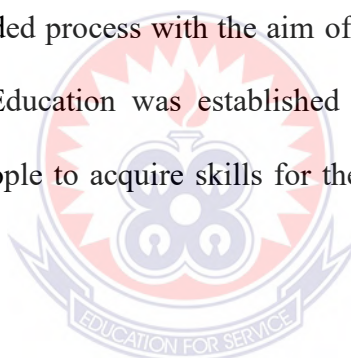 ded process with the aim of
Education was established
ople to acquire skills for the
EDUCATION FOR SERVICE